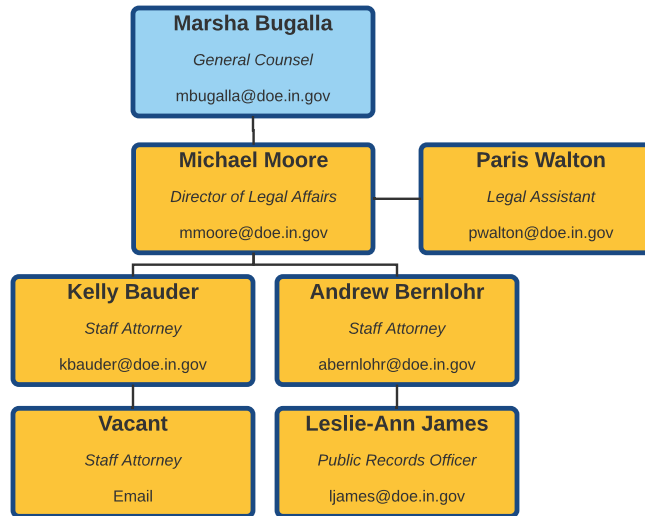 Marsha Bugalla
General Counsel
mbugalla@doe.in.gov
Michael Moore
Director of Legal Affairs
mmoore@doe.in.gov
Paris Walton
Legal Assistant
pwalton@doe.in.gov
Kelly Bauder
Staff Attorney
kbauder@doe.in.gov
Andrew Bernlohr
Staff Attorney
abernlohr@doe.in.gov
Vacant
Staff Attorney
Email
Leslie-Ann James
Public Records Officer
ljames@doe.in.gov